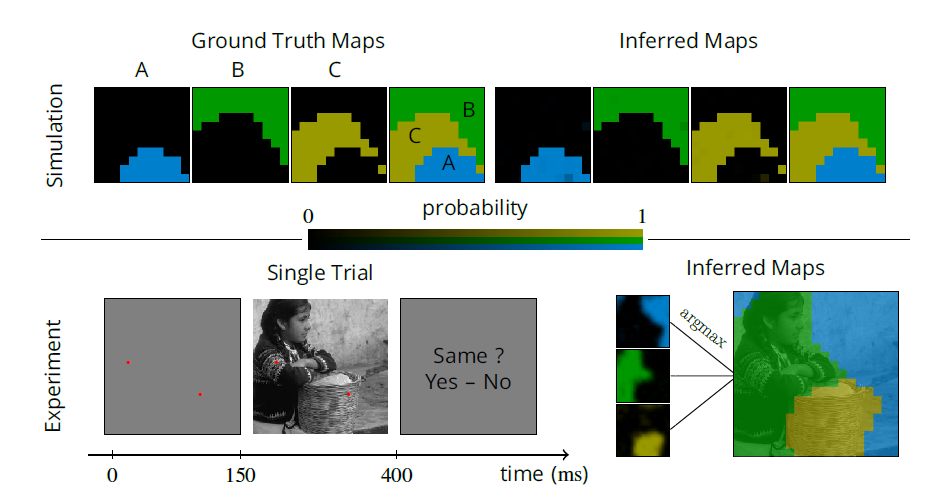 Ground Truth Maps
Inferred Maps
A
B
C
Simulation
B
C
A
0
probability
1
Single Trial
Inferred Maps
Experiment
Same ?
Yes – No
argmax
0
150
400
time (ms)